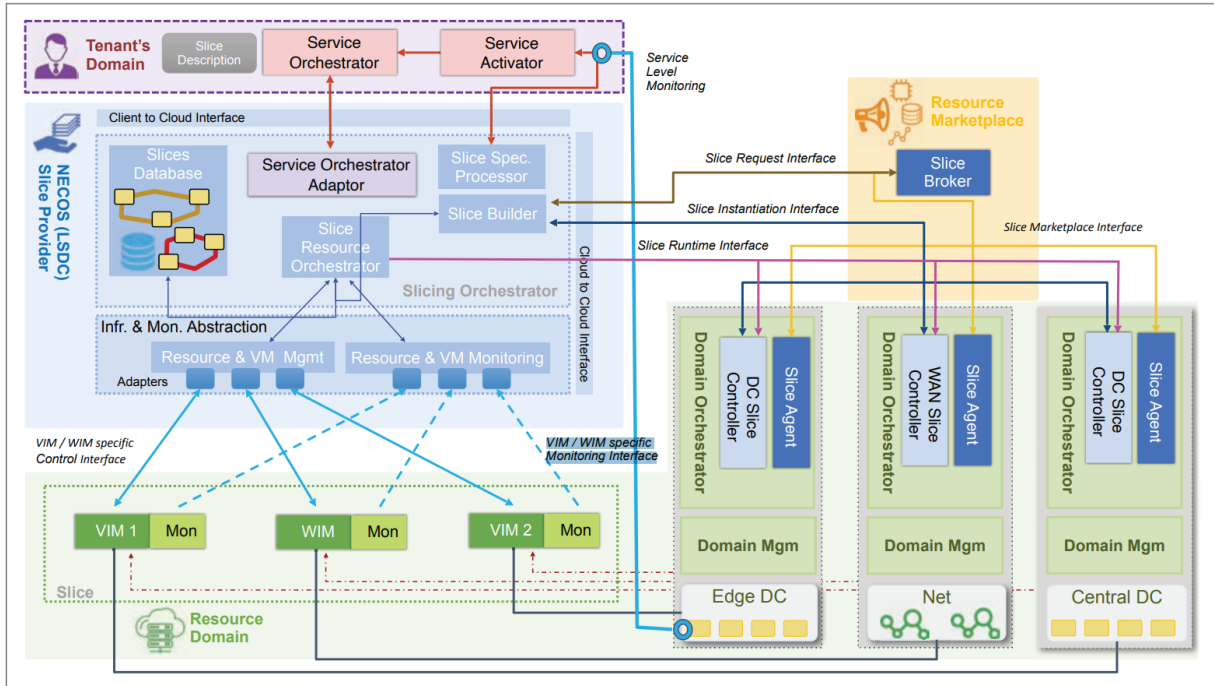 Tenant's
Domain
Slice
Description
Service
Orchestrator
Service
Activator
Service
Level
Monitoring
Client to Cloud Interface
NECOS (LSDC)
Slice Provider
Slices
Database
Service Orchestrator
Adaptor
Slice Spec.
Processor
Slice Builder
Slice
Resource
Orchestrator
Slicing Orchestrator
Cloud to Cloud Interface
Infr. & Mon. Abstraction
Resource & VM Mgmt
Resource & VM Monitoring
Adapters
Resource
Marketplace
Slice Request Interface
Slice
Broker
Slice Instantiation Interface
Slice Marketplace Interface
Slice Runtime Interface
VIM / WIM specific
Control Interface
VIM / WIM specific
Monitoring Interface
Domain Orchestrator
DC Slice
Controller
Slice Agent
Domain Orchestrator
WAN Slice
Controller
Slice Agent
Domain Orchestrator
DC Slice
Controller
Slice Agent
VIM 1
Mon
WIM
Mon
VIM 2
Mon
Domain Mgm
Domain Mgm
Domain Mgm
Slice
Resource
Domain
Edge DC
Net
Central DC